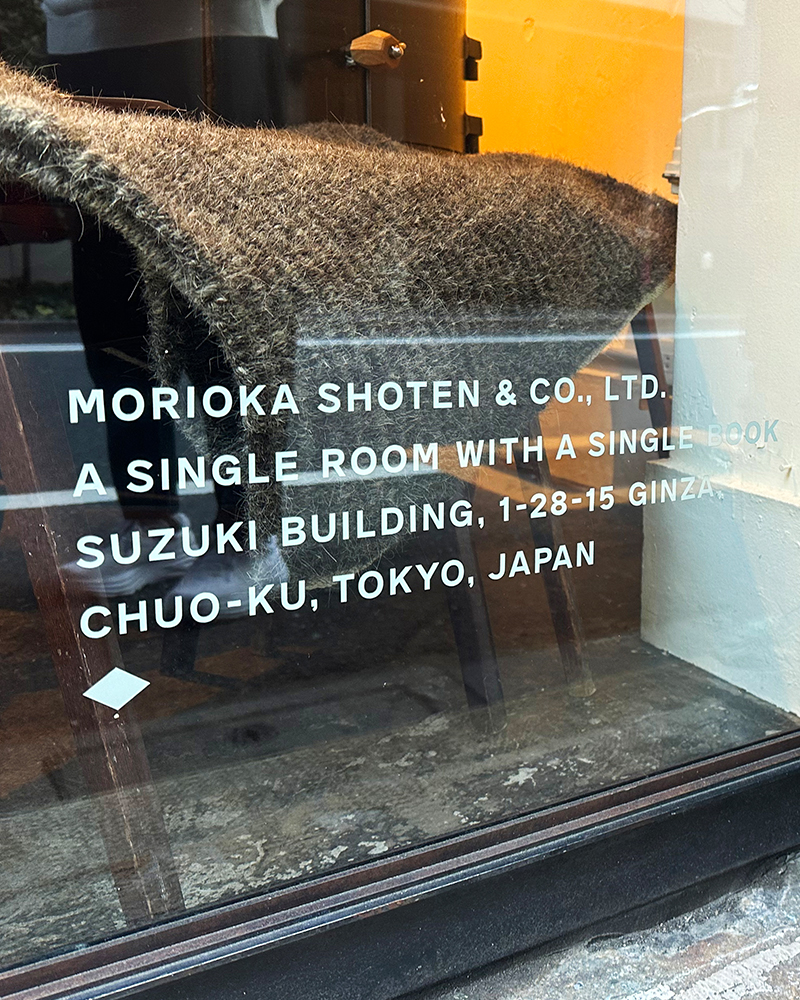 MORIOKA SHOTEN & CO., LTD.
A SINGLE ROOM WITH A SINGLE BOOK
SUZUKI BUILDING, 1-28-15 GINZA,
CHUO-KU, TOKYO, JAPAN